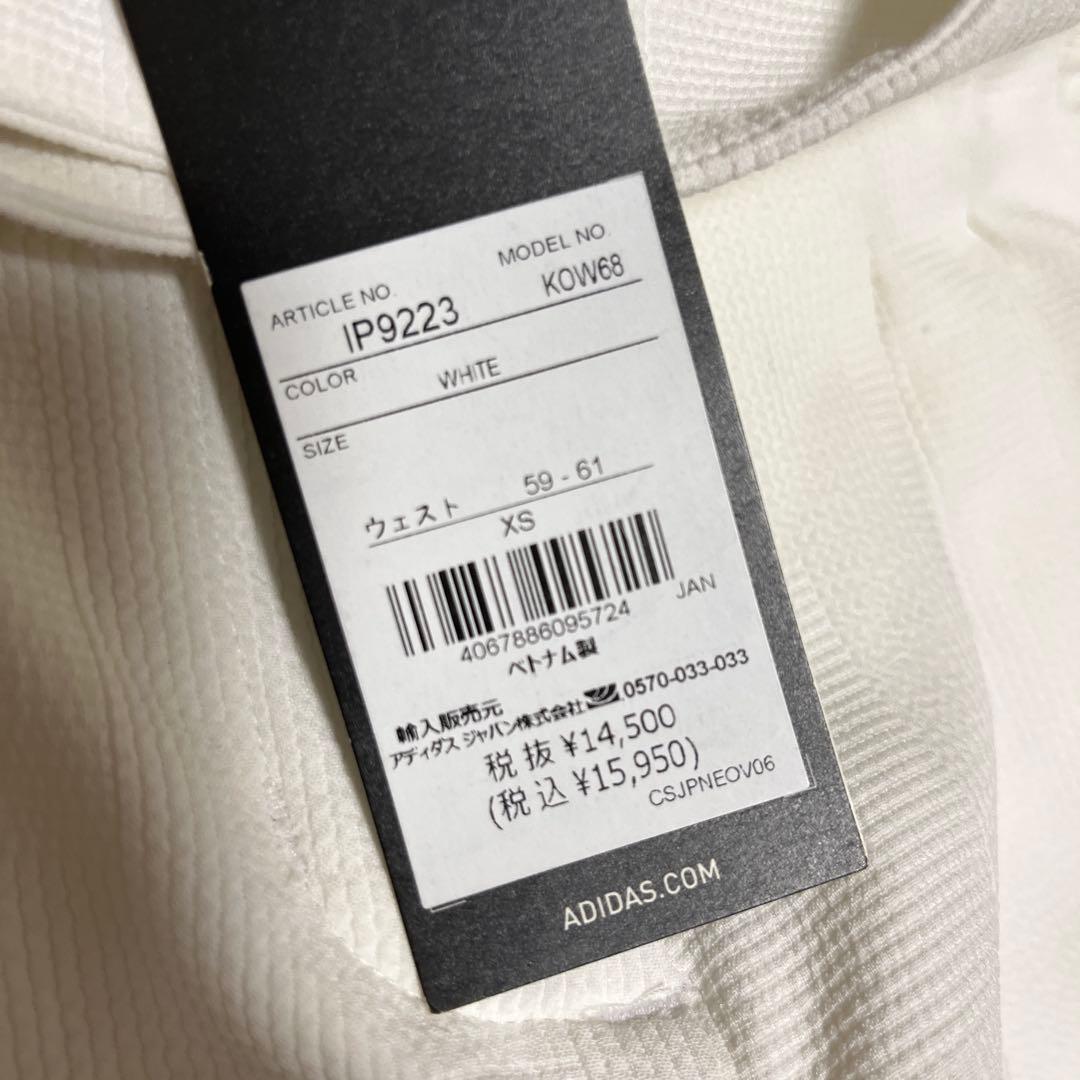 ARTICLE NO. MODEL NO.
IP9223 KOW68
COLOR WHITE
SIZE
ウェスト 59 - 61
XS
4067886095724 JAN
ベトナム製
輸入販売元
アディダス ジャパン株式会社 0570-033-033
税抜 ¥14,500
(税込 ¥15,950)
CSJPNEOV06
ADIDAS.COM